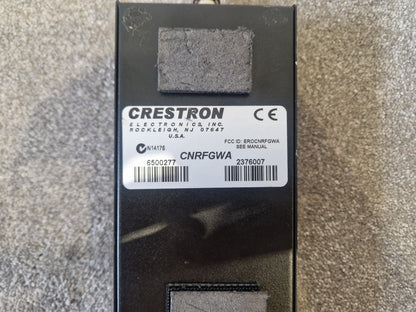 CRESTRON
ELECTRONICS, INC.
ROCKLEIGH, NJ 07647
U.S.A.
CE
FCC ID: EROCNRFGWA
SEE MANUAL
N14176
CNRFGWA
6500277
2376007